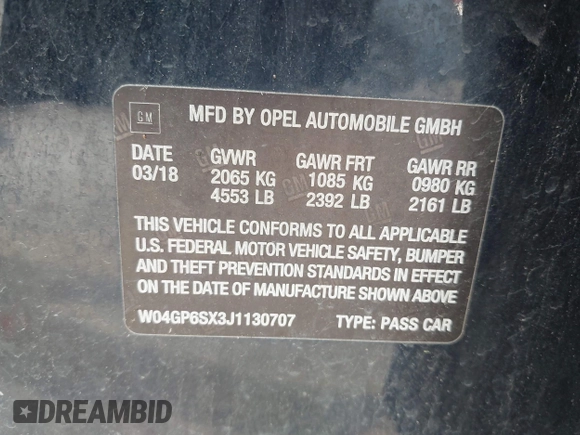 GM MFD BY OPEL AUTOMOBILE GMBH
DATE GVWR GAWR FRT GAWR RR
03/18 2065 KG 1085 KG 0980 KG
4553 LB 2392 LB 2161 LB
THIS VEHICLE CONFORMS TO ALL APPLICABLE
U.S. FEDERAL MOTOR VEHICLE SAFETY, BUMPER
AND THEFT PREVENTION STANDARDS IN EFFECT
ON THE DATE OF MANUFACTURE SHOWN ABOVE
W04GP6SX3J1130707 TYPE: PASS CAR
DREAMBID